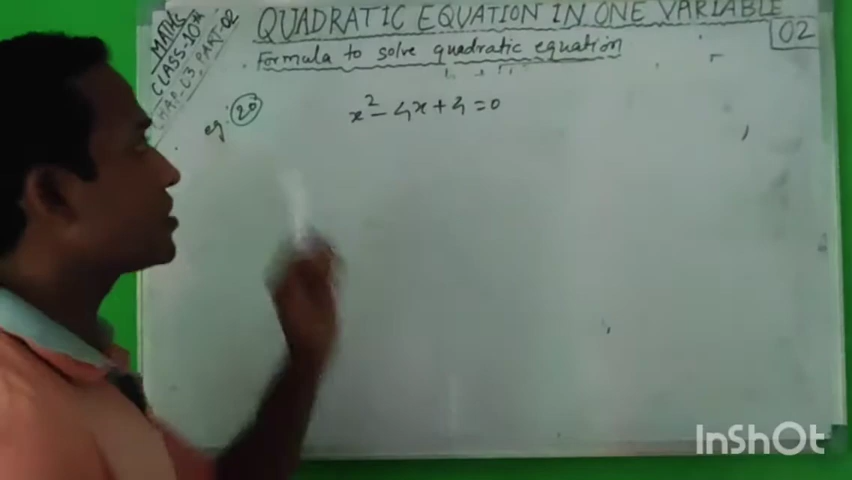 MATHS
CLASS-10th
CHAP-03, PART-02
QUADRATIC EQUATION IN ONE VARIABLE
02
Formula to solve quadratic equation
eg: 20
x² - 4x + 4 = 0
InShOt